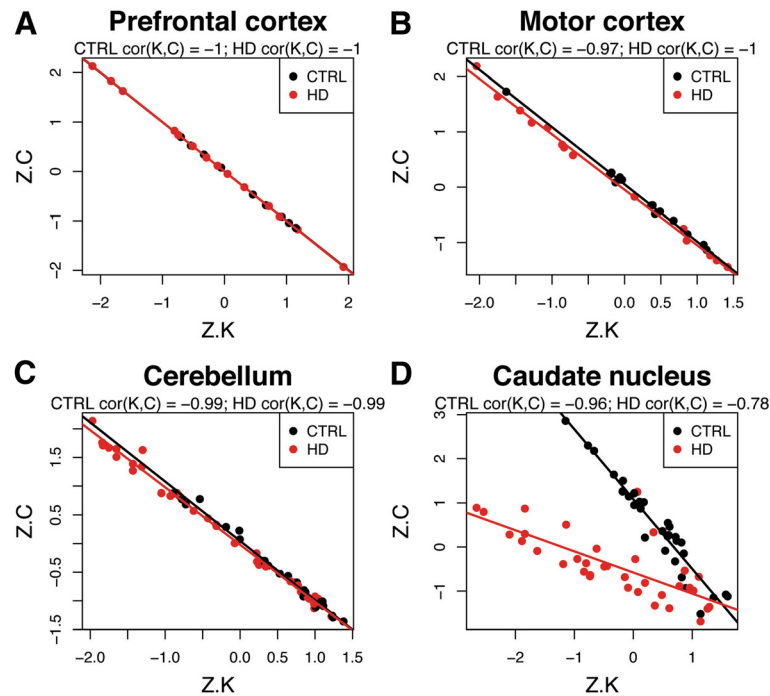 A
Prefrontal cortex
CTRL cor(K,C) = −1; HD cor(K,C) = −1
CTRL
HD
2
1
0
−1
−2
Z.C
−2 −1 0 1 2
Z.K
B
Motor cortex
CTRL cor(K,C) = −0.97; HD cor(K,C) = −1
CTRL
HD
2
1
0
−1
Z.C
−2.0 −1.0 0.0 0.5 1.0 1.5
Z.K
C
Cerebellum
CTRL cor(K,C) = −0.99; HD cor(K,C) = −0.99
CTRL
HD
1.5
0.5
−0.5
−1.5
Z.C
−2.0 −1.0 0.0 0.5 1.0 1.5
Z.K
D
Caudate nucleus
CTRL cor(K,C) = −0.96; HD cor(K,C) = −0.78
CTRL
HD
3
2
1
0
−1
Z.C
−2 −1 0 1
Z.K